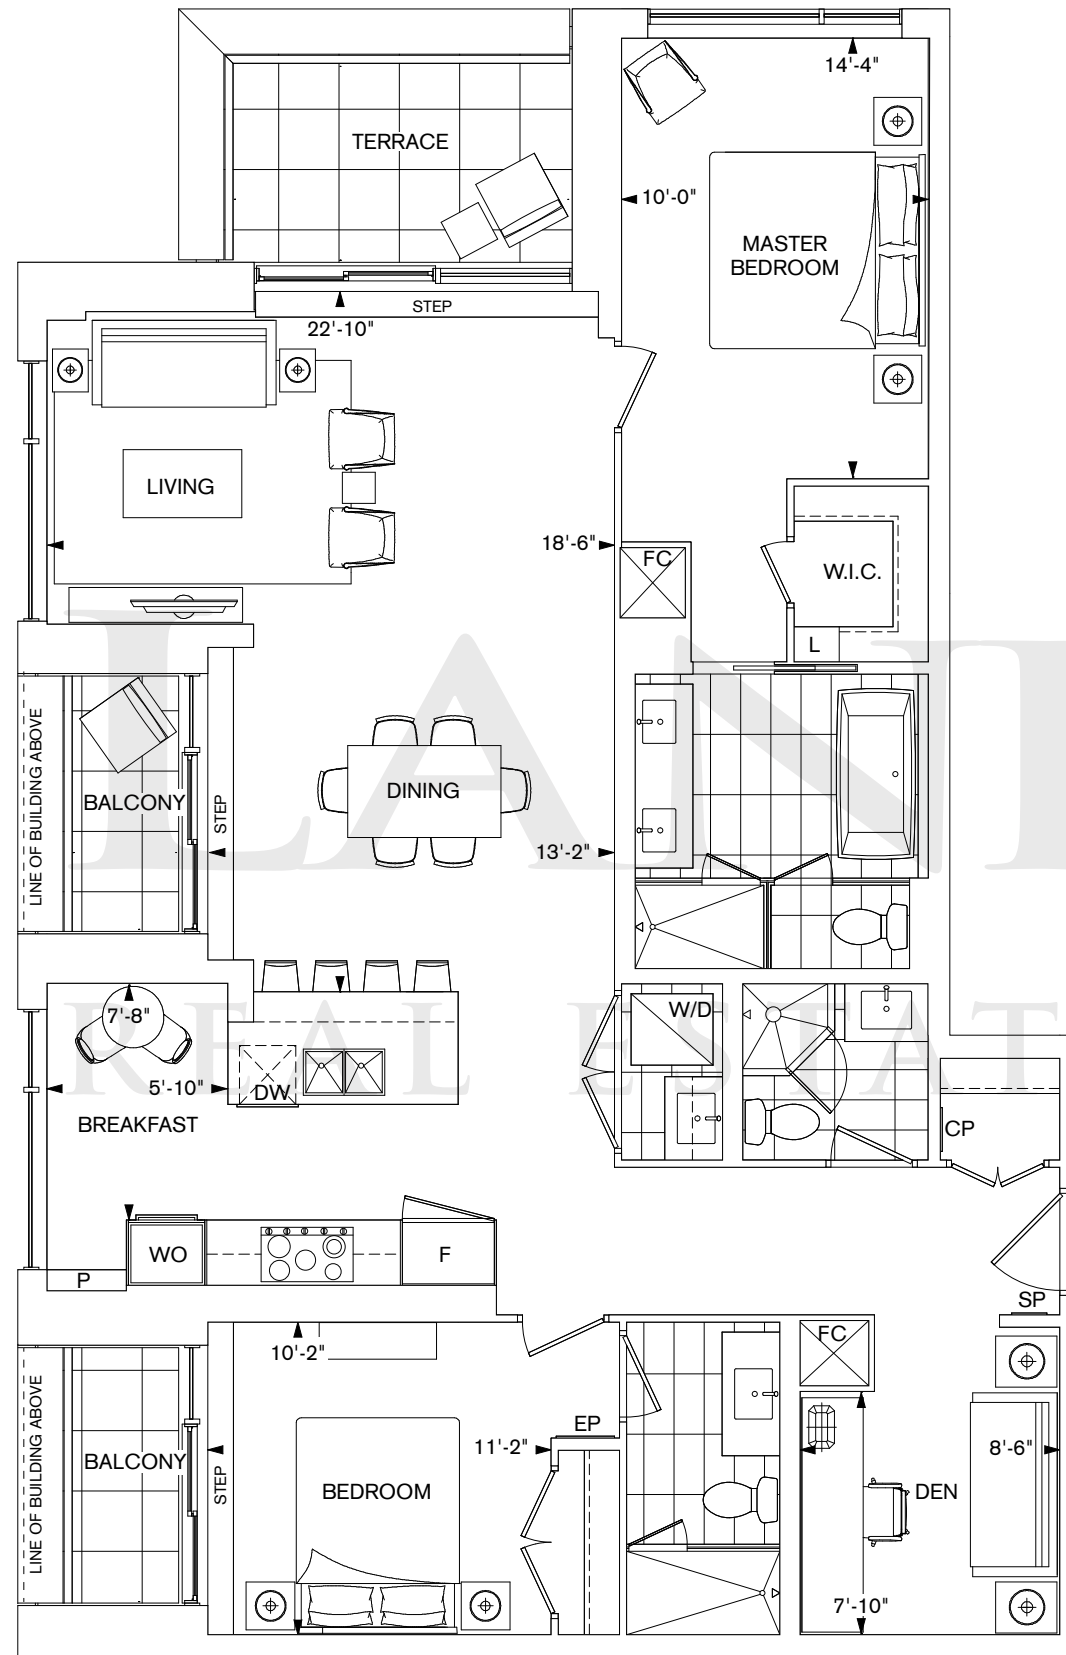 14'-4"
TERRACE
10'-0"
MASTER
BEDROOM
STEP
22'-10"
LIVING
18'-6"
FC
W.I.C.
L
LAN
LINE OF BUILDING ABOVE
BALCONY
STEP
DINING
13'-2"
REAL ESTAT
7'-8"
W/D
5'-10"
DW
BREAKFAST
CP
WO
F
P
SP
10'-2"
FC
EP
11'-2"
8'-6"
LINE OF BUILDING ABOVE
BALCONY
STEP
BEDROOM
DEN
7'-10"